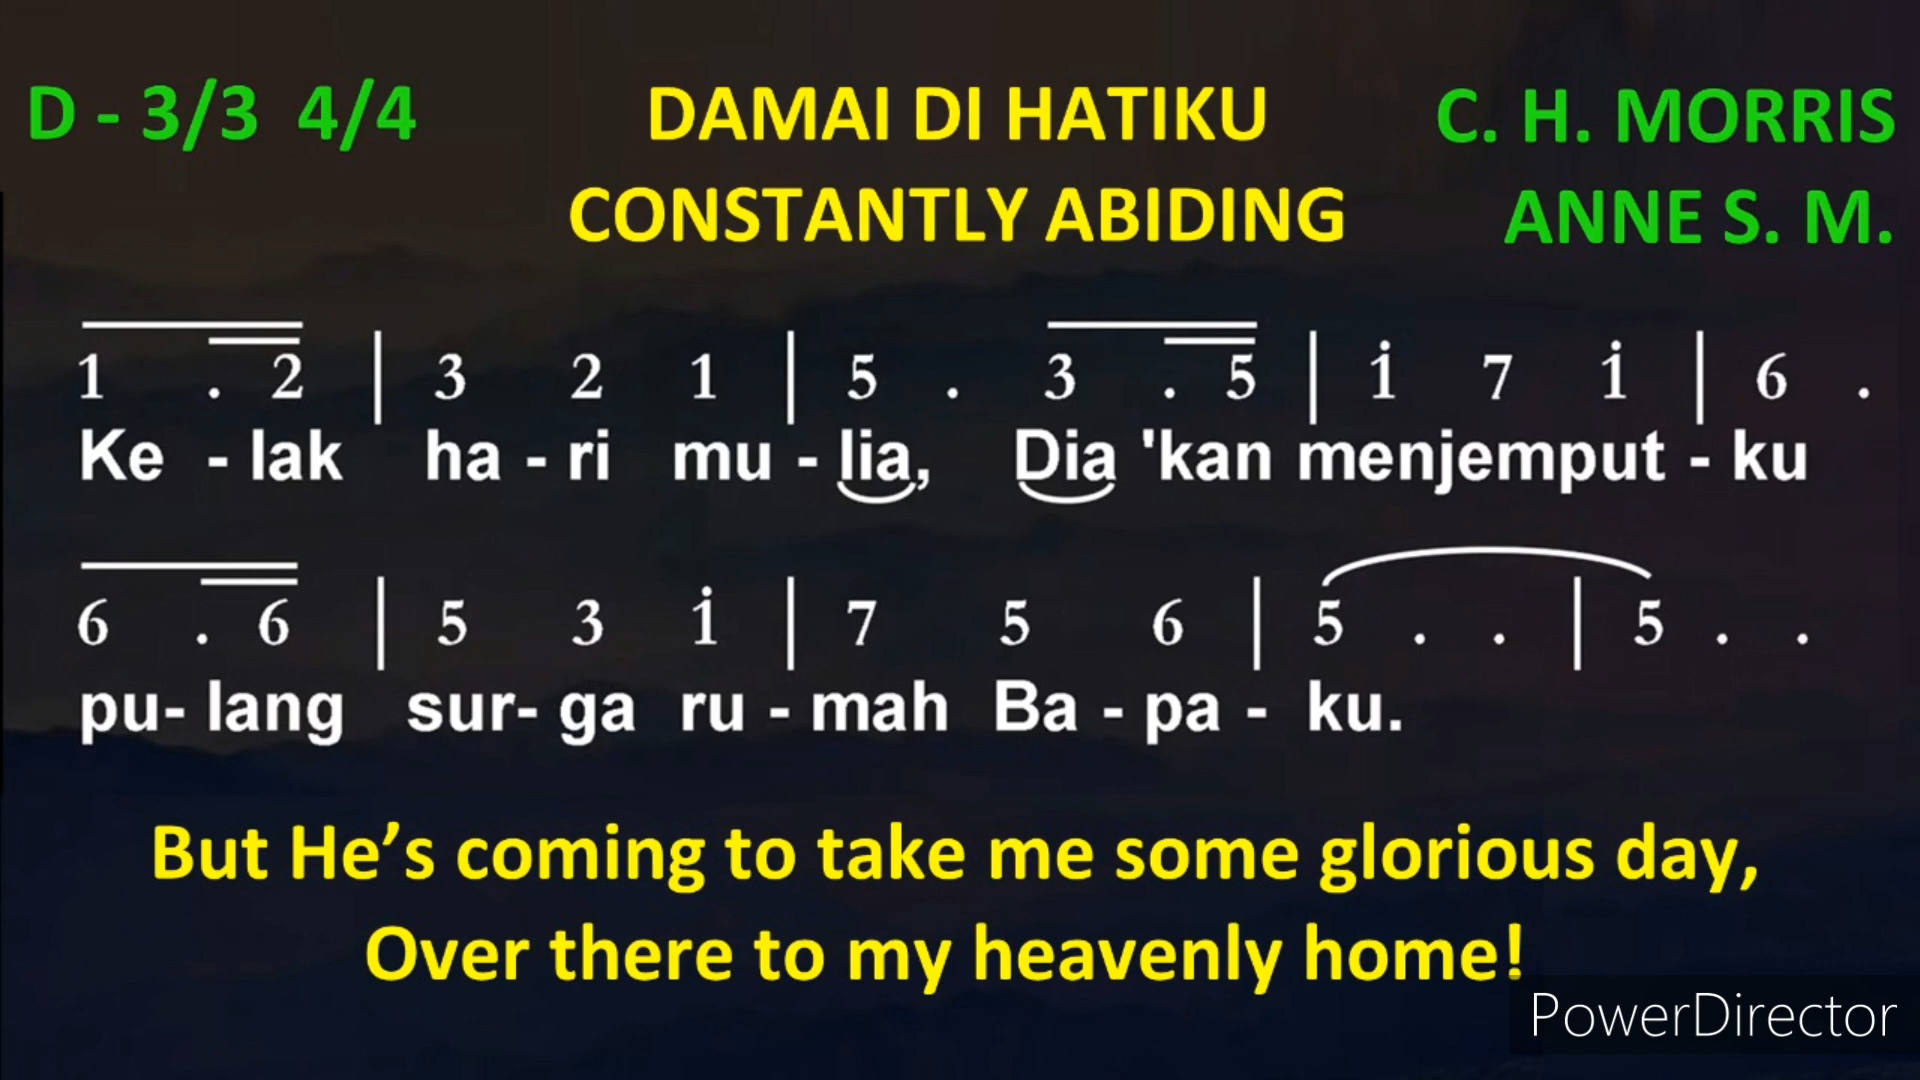 D - 3/3 4/4 DAMAI DI HATIKU C. H. MORRIS
CONSTANTLY ABIDING ANNE S. M.
1 . 2 | 3 2 1 | 5 . 3 . 5 | i 7 i | 6 .
Ke - lak ha - ri mu - lia, Dia 'kan menjemput - ku
6 . 6 | 5 3 i | 7 5 6 | 5 . . | 5 . .
pu- lang sur- ga ru - mah Ba - pa - ku.
But He’s coming to take me some glorious day,
Over there to my heavenly home!
PowerDirector